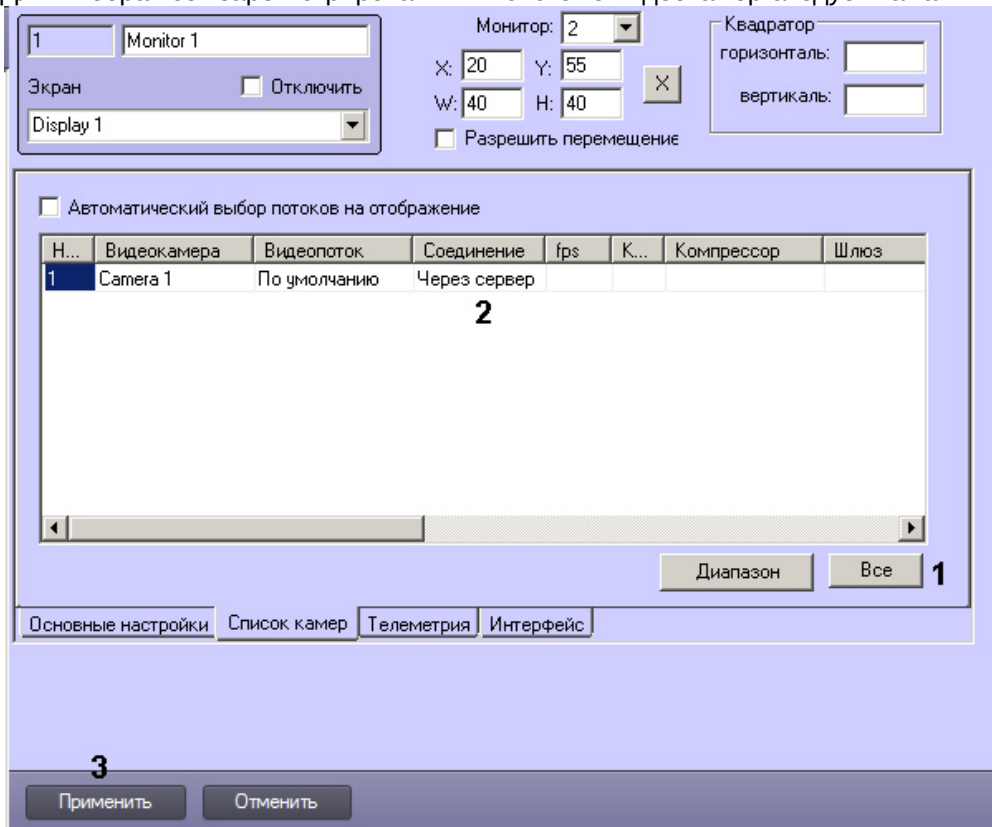 1 Monitor 1
Монитор: 2
Квадратор
X: 20 Y: 55
горизонталь:
Экран Отключить
X
W: 40 H: 40
вертикаль:
Display 1
Разрешить перемещение
Автоматический выбор потоков на отображение
Н... Видеокамера Видеопоток Соединение fps К... Компрессор Шлюз
1 Camera 1 По умолчанию Через сервер
2
Диапазон Все 1
Основные настройки Список камер Телеметрия Интерфейс
3
Применить Отменить